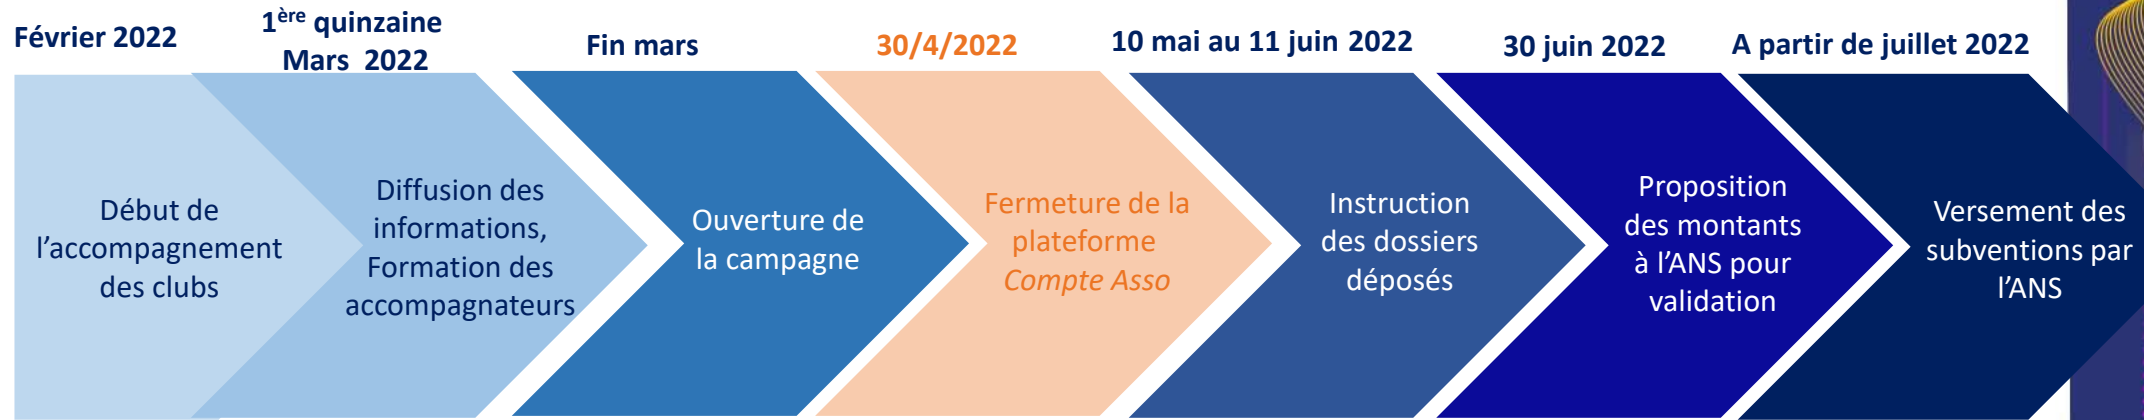 Février 2022
1ère quinzaine
Mars 2022
Fin mars
30/4/2022
10 mai au 11 juin 2022
30 juin 2022
A partir de juillet 2022
Début de
l'accompagnement
des clubs
Diffusion des
informations,
Formation des
accompagnateurs
Ouverture de
la campagne
Fermeture de la
plateforme
Compte Asso
Instruction
des dossiers
déposés
Proposition
des montants
à l'ANS pour
validation
Versement des
subventions par
l'ANS